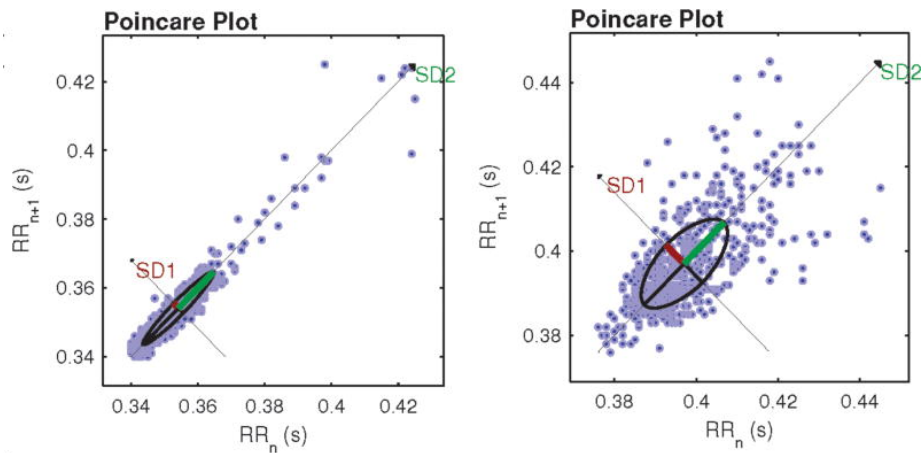 Poincare Plot
SD2
0.42
0.4
RRn+1 (s)
0.38
SD1
0.36
0.34
0.34 0.36 0.38 0.4 0.42
RRn (s)
Poincare Plot
0.44
SD2
0.42
SD1
RRn+1 (s)
0.4
0.38
0.38 0.4 0.42 0.44
RRn (s)